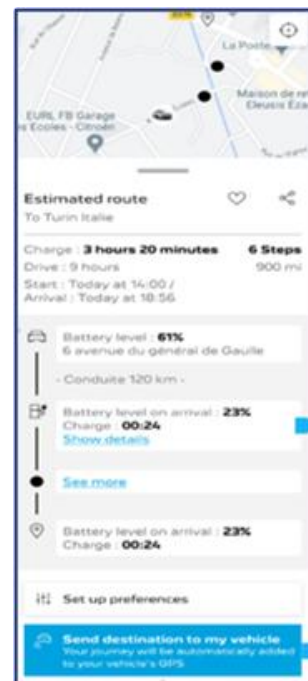 La Poste
Maison de re
Eleusis Eza
EURL FB Garage
es Ecoles - Citroën
Estimated route
To Turin Italie
Charge : 3 hours 20 minutes 6 Steps
Drive : 9 hours 900 mi
Start : Today at 14:00 /
Arrival : Today at 18:56
Battery level : 61%
6 avenue du général de Gaulle
- Conduite 120 km -
Battery level on arrival : 23%
Charge : 00:24
Show details
See more
Battery level on arrival : 23%
Charge : 00:24
Set up preferences
Send destination to my vehicle
Your journey will be automatically added
to your vehicle's GPS